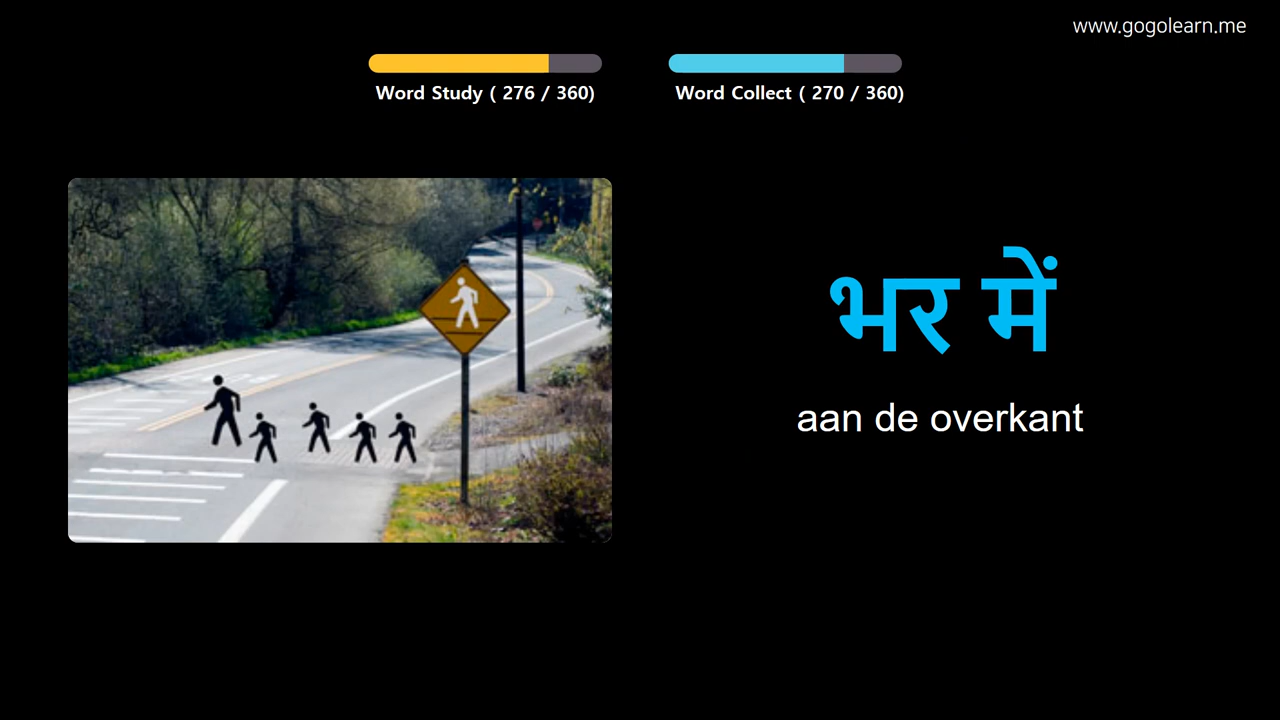 www.gogolearn.me
Word Study ( 276 / 360)
Word Collect ( 270 / 360)
भर में
aan de overkant